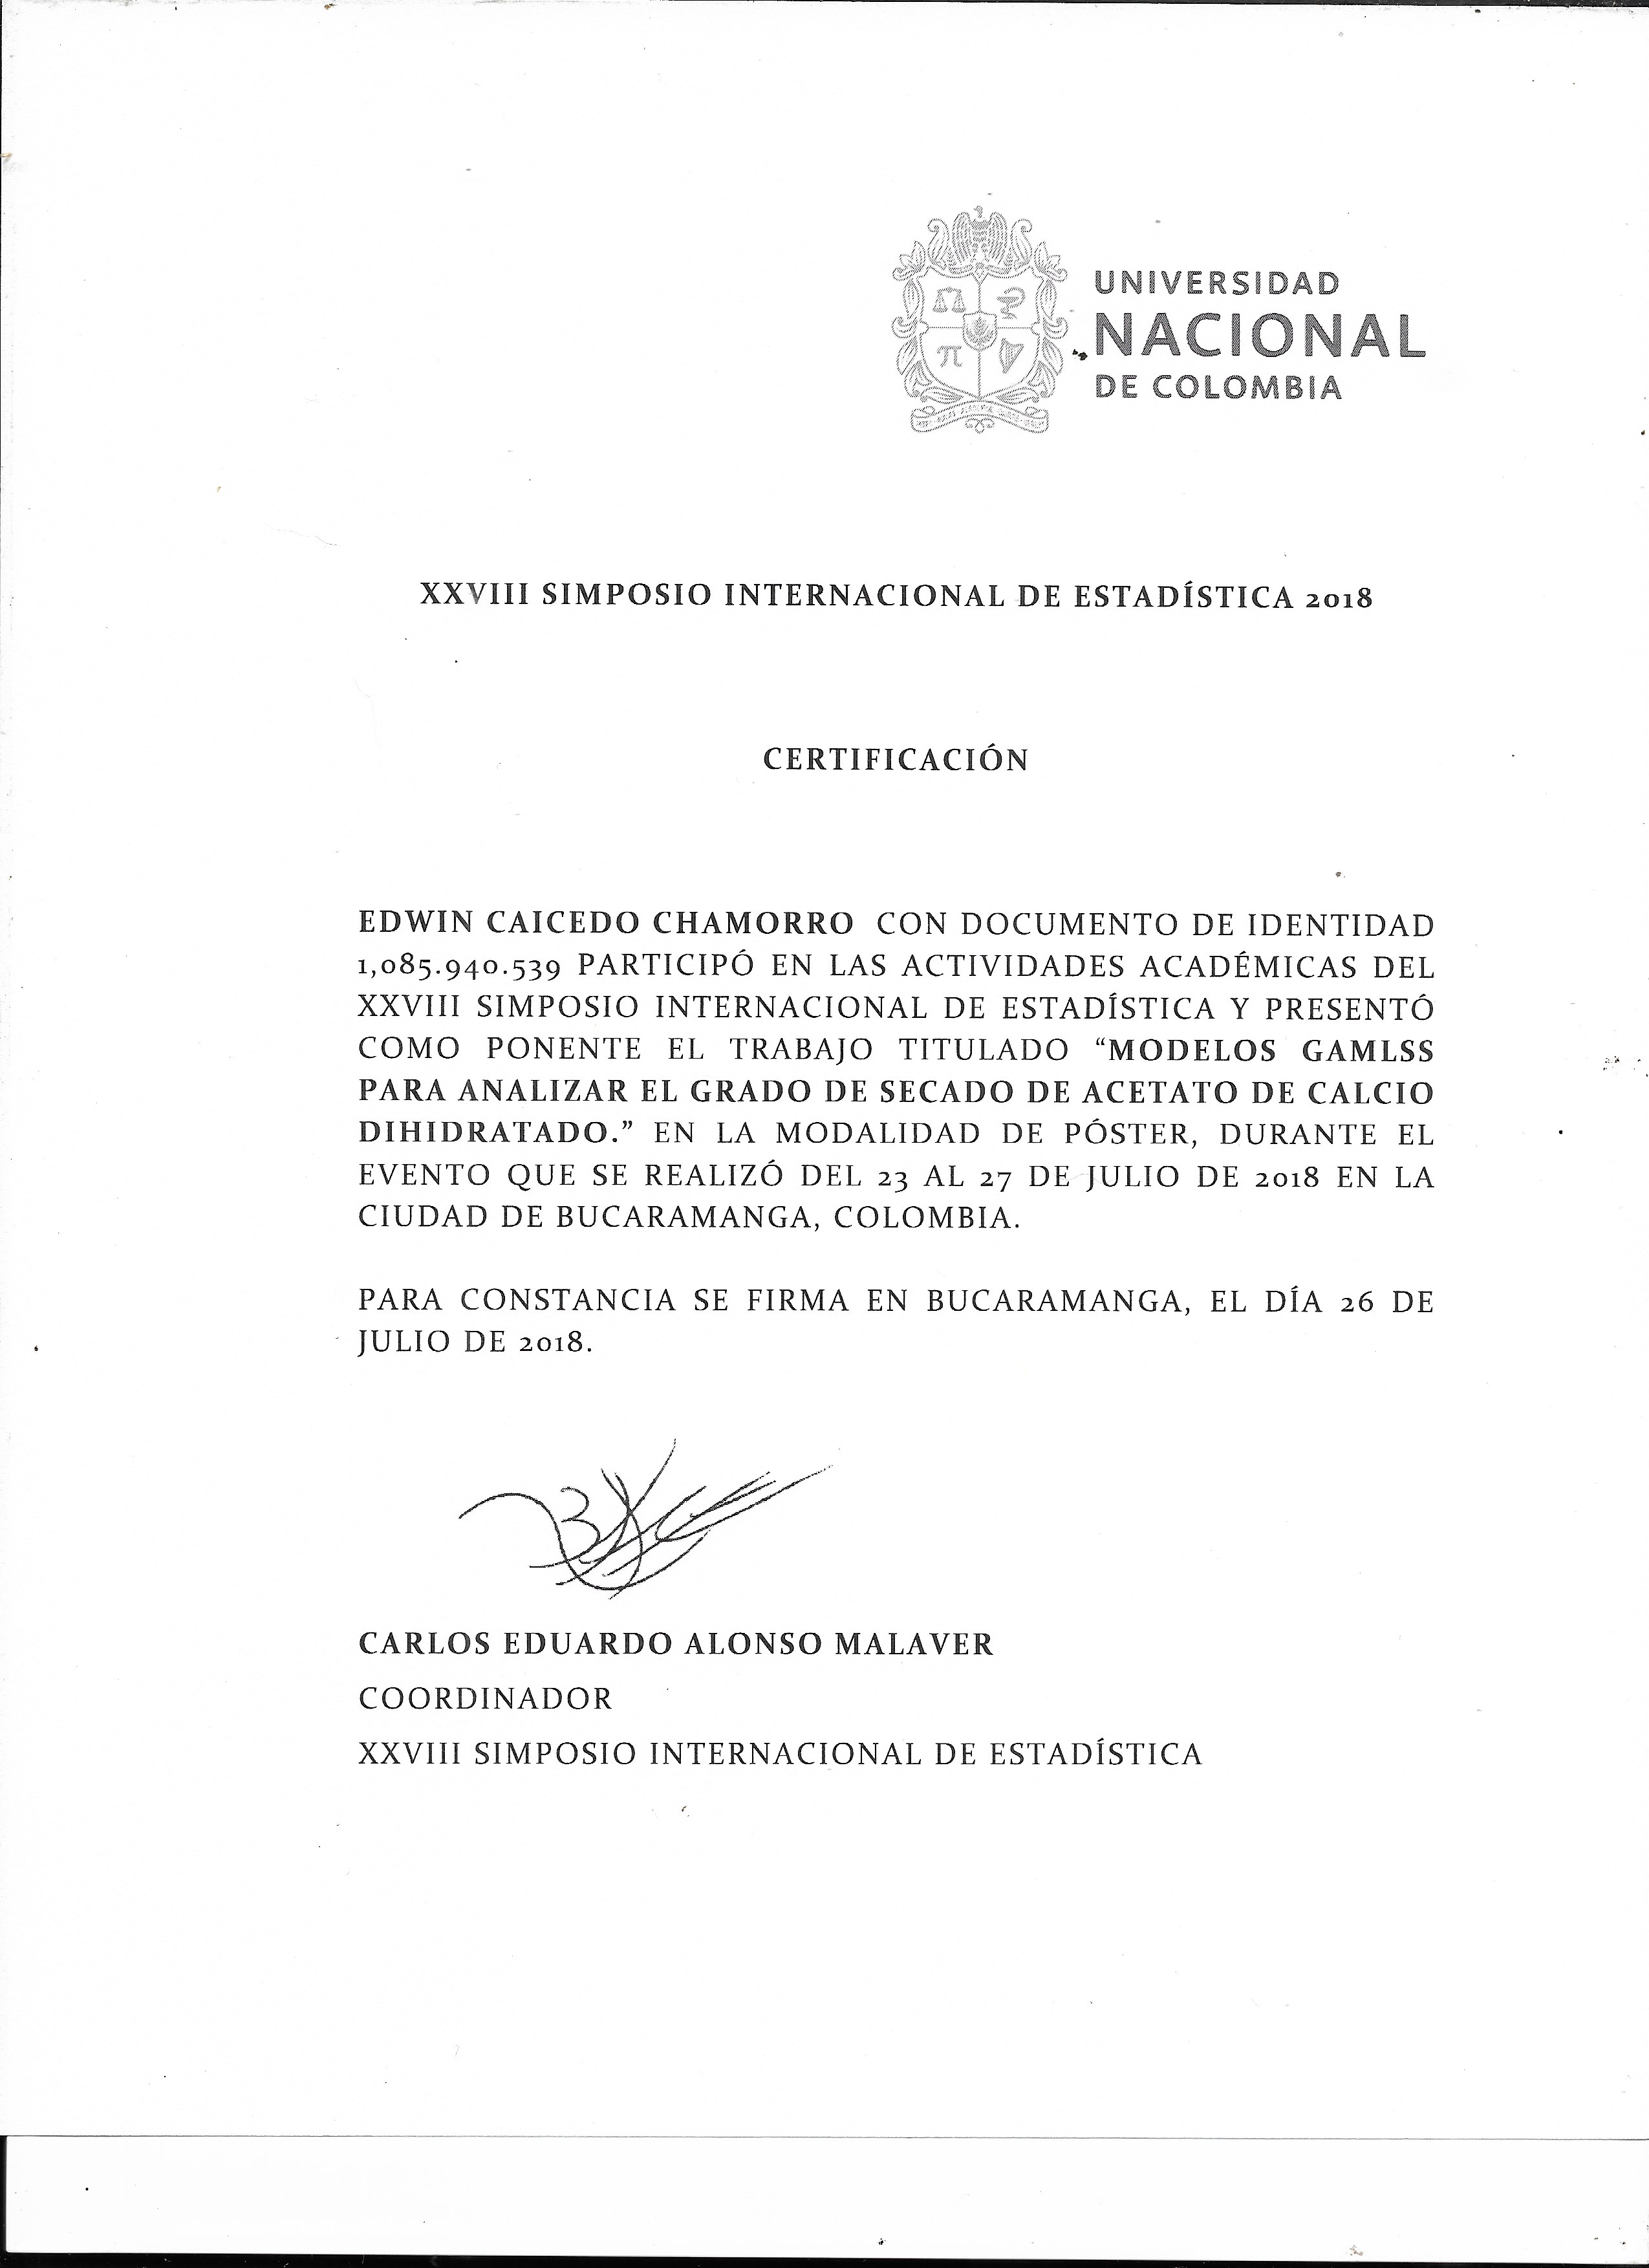 UNIVERSIDAD
NACIONAL
DE COLOMBIA
XXVIII SIMPOSIO INTERNACIONAL DE ESTADÍSTICA 2018
CERTIFICACIÓN
EDWIN CAICEDO CHAMORRO CON DOCUMENTO DE IDENTIDAD
1,085.940.539 PARTICIPÓ EN LAS ACTIVIDADES ACADÉMICAS DEL
XXVIII SIMPOSIO INTERNACIONAL DE ESTADÍSTICA Y PRESENTÓ
COMO PONENTE EL TRABAJO TITULADO “MODELOS GAMLSS
PARA ANALIZAR EL GRADO DE SECADO DE ACETATO DE CALCIO
DIHIDRATADO.” EN LA MODALIDAD DE PÓSTER, DURANTE EL
EVENTO QUE SE REALIZÓ DEL 23 AL 27 DE JULIO DE 2018 EN LA
CIUDAD DE BUCARAMANGA, COLOMBIA.
PARA CONSTANCIA SE FIRMA EN BUCARAMANGA, EL DÍA 26 DE
JULIO DE 2018.
CARLOS EDUARDO ALONSO MALAVER
COORDINADOR
XXVIII SIMPOSIO INTERNACIONAL DE ESTADÍSTICA